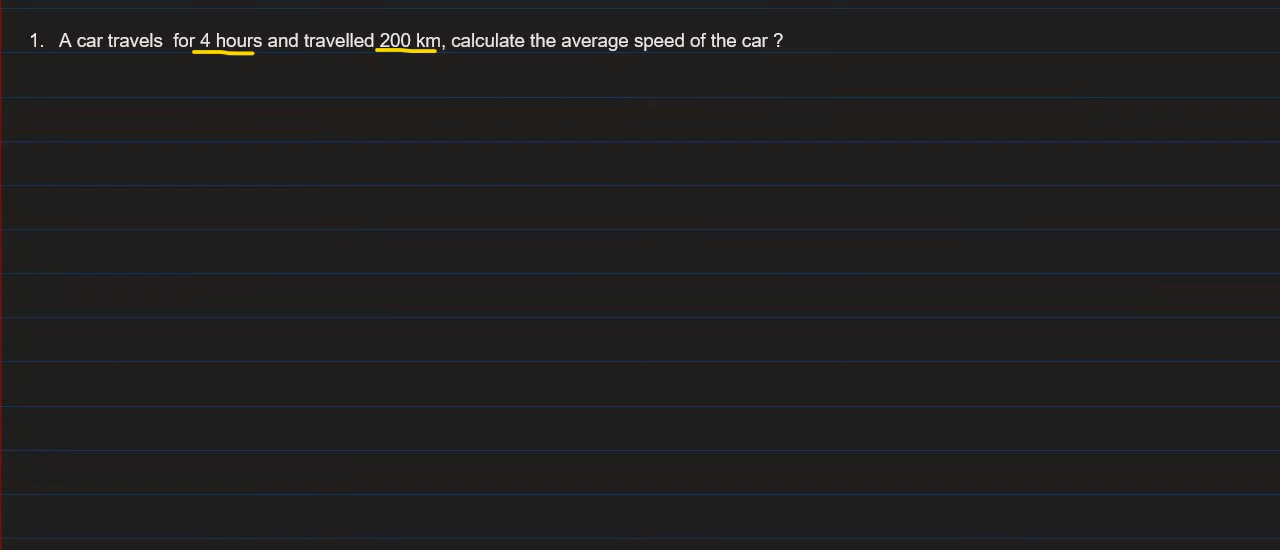 1. A car travels for 4 hours and travelled 200 km, calculate the average speed of the car ?